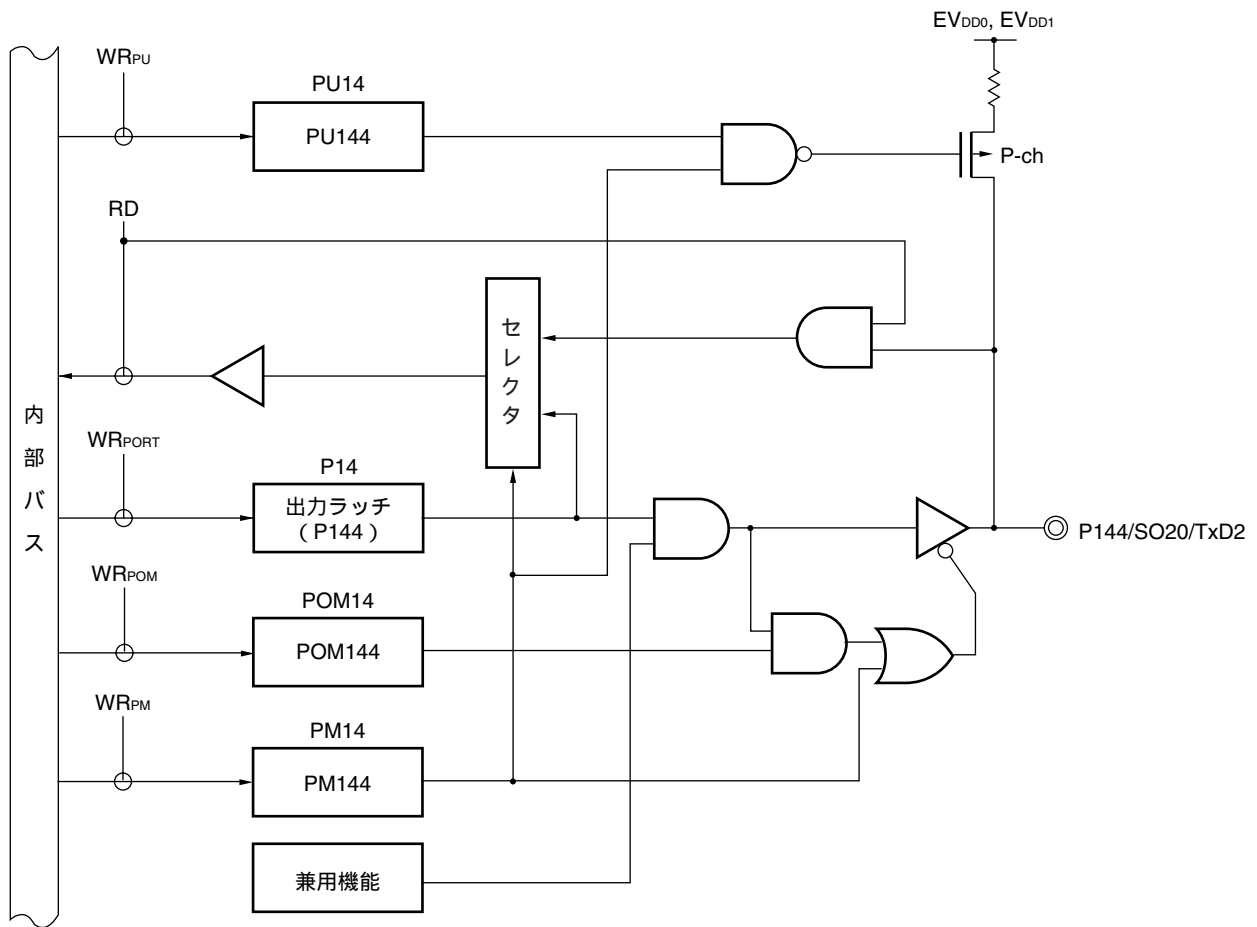 EVDD0, EVDD1
WRPU
PU14
PU144
P-ch
RD
セレクタ
内部バス
WRPORT
P14
出力ラッチ
（P144）
P144/SO20/TxD2
WRPOM
POM14
POM144
WRPM
PM14
PM144
兼用機能